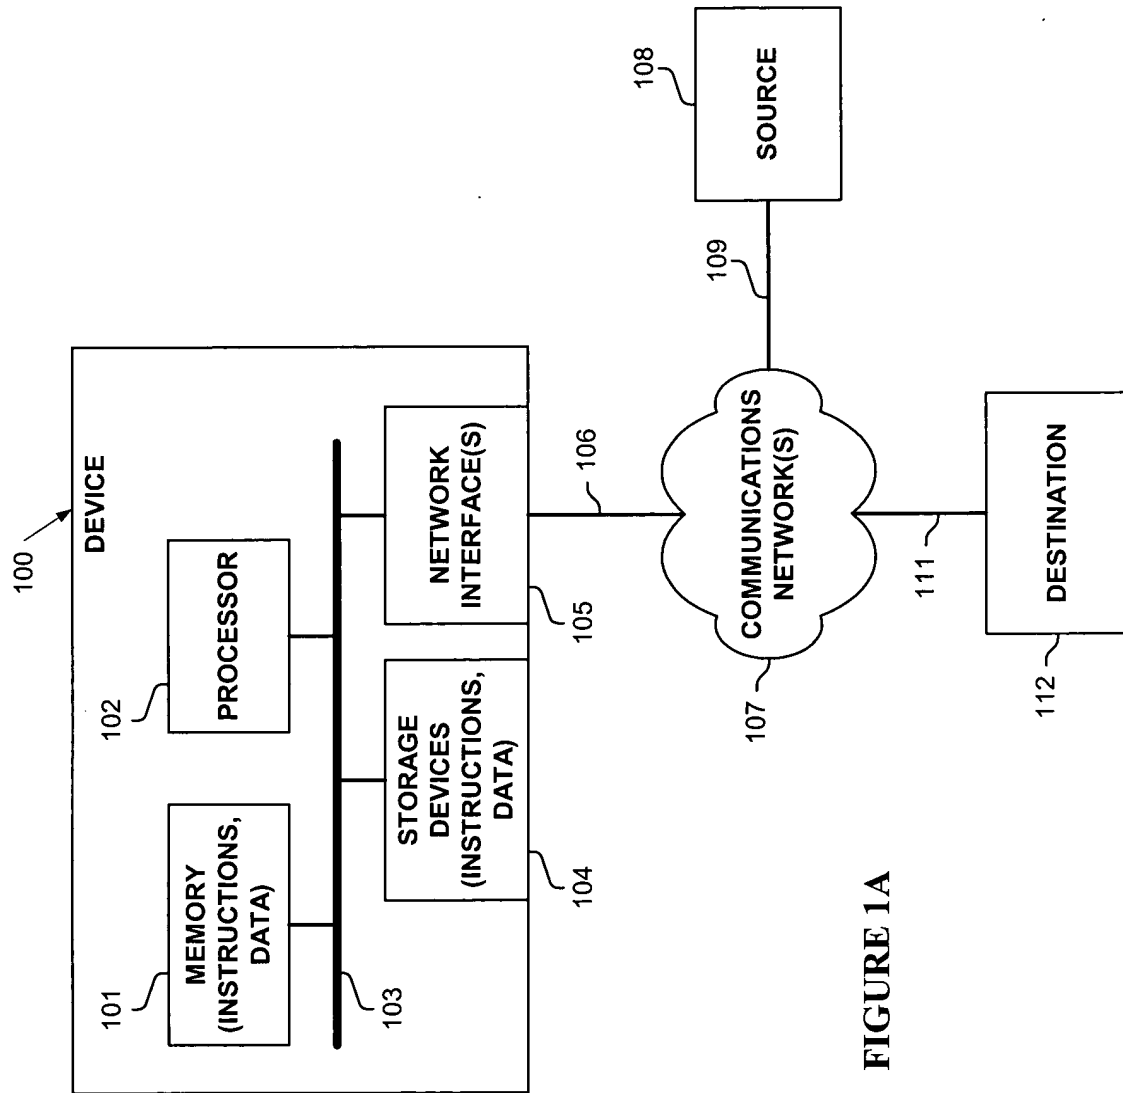 100
DEVICE
101
MEMORY
(INSTRUCTIONS,
DATA)
102
PROCESSOR
103
STORAGE
DEVICES
(INSTRUCTIONS,
DATA)
104
NETWORK
INTERFACE(S)
105
106
COMMUNICATIONS
NETWORK(S)
107
109
SOURCE
108
111
DESTINATION
112
FIGURE 1A